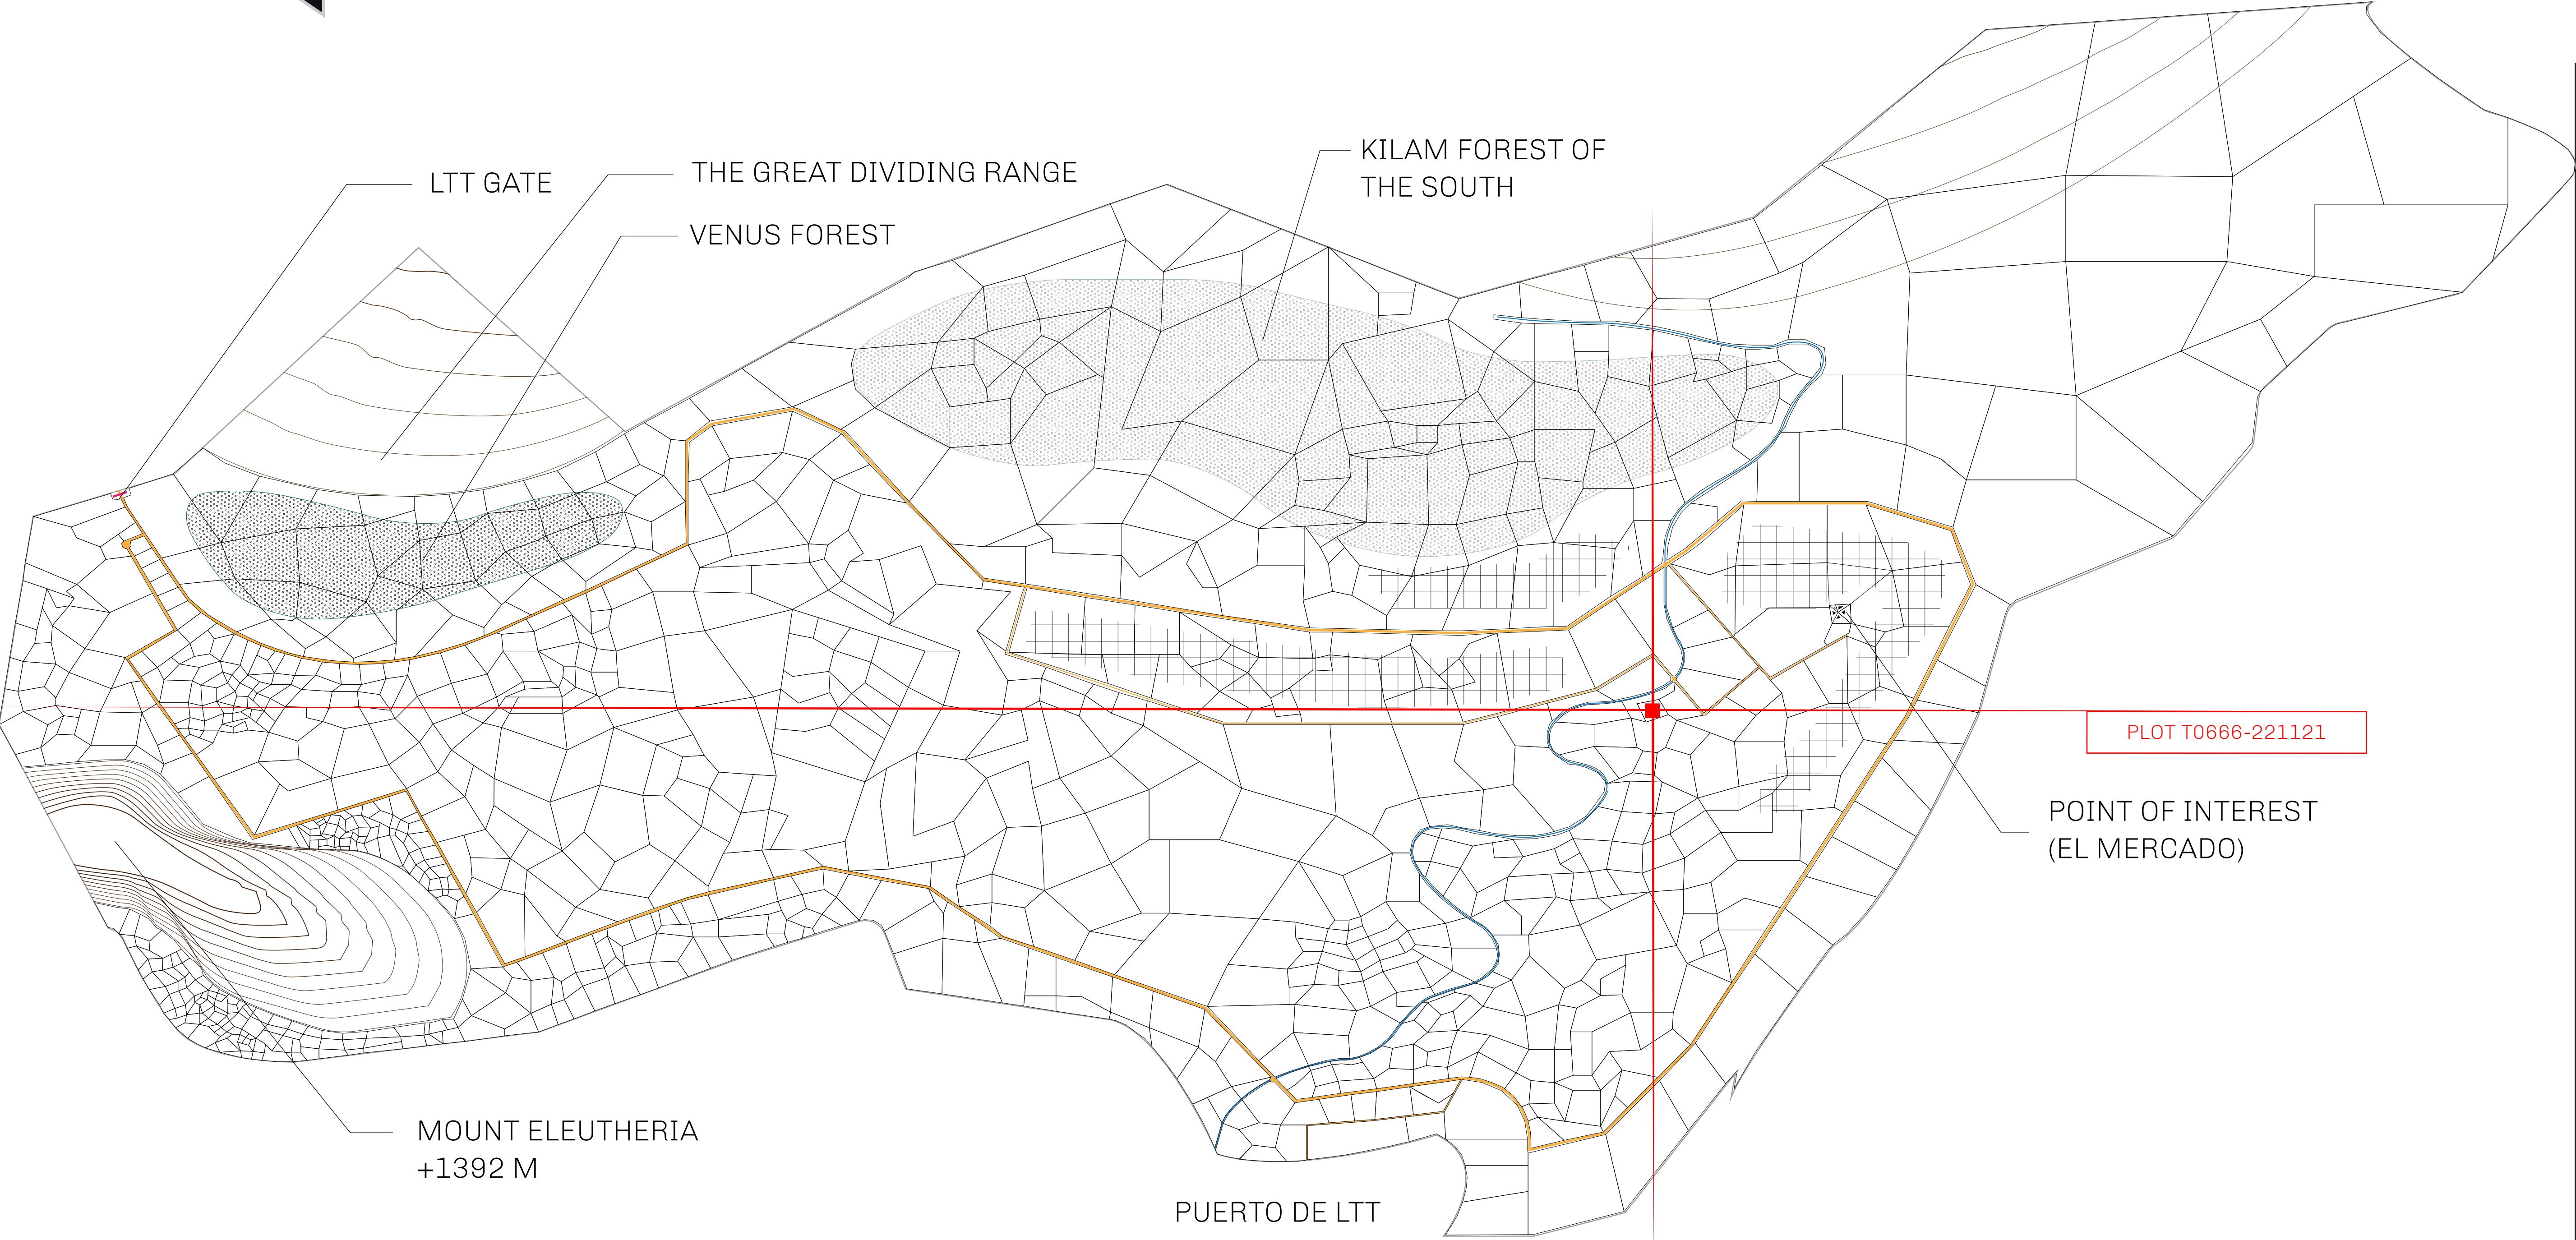 KILAM FOREST OF
THE SOUTH
THE GREAT DIVIDING RANGE
LTT GATE
VENUS FOREST
PLOT T0666-221121
POINT OF INTEREST
(EL MERCADO)
MOUNT ELEUTHERIA
+1392 M
PUERTO DE LTT